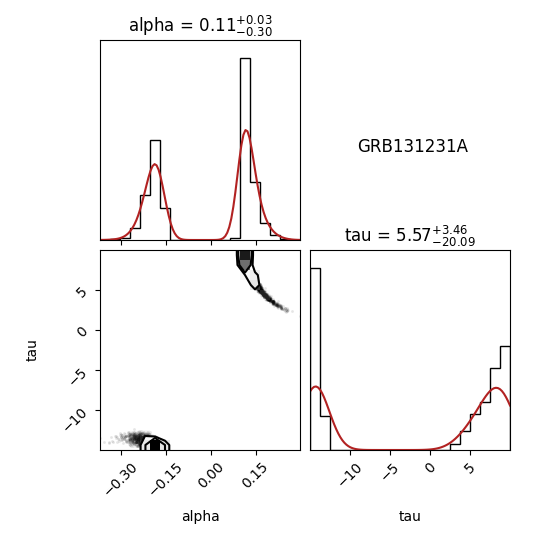 alpha = 0.11+0.03−0.30
GRB131231A
tau = 5.57+3.46−20.09
tau
5
0
−5
−10
−0.30
−0.15
0.00
0.15
alpha
−10
−5
0
5
tau